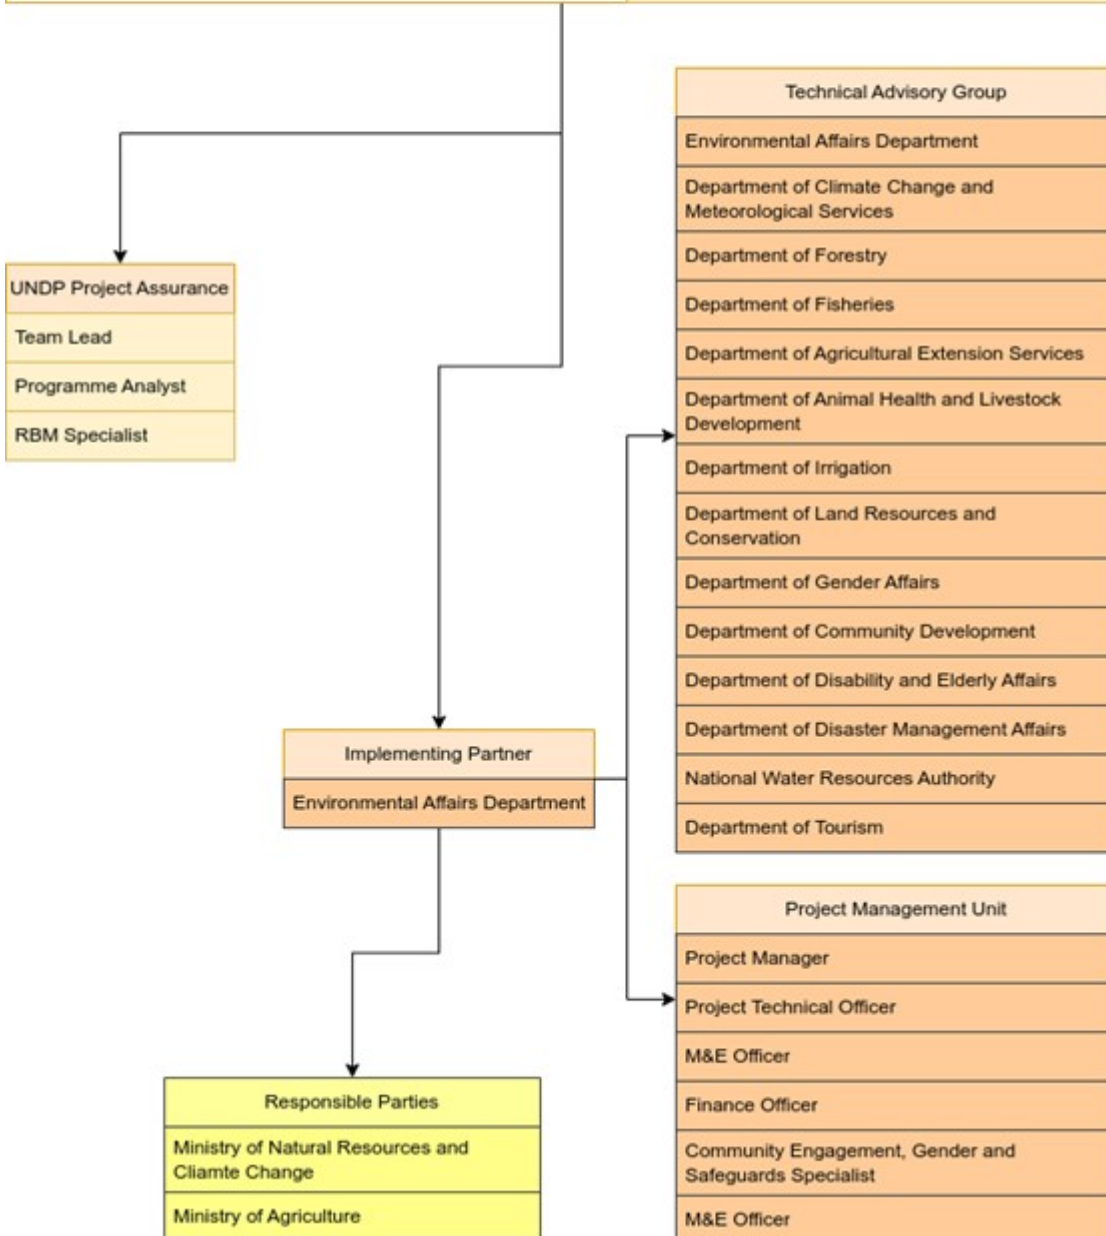 UNDP Project Assurance
Team Lead
Programme Analyst
RBM Specialist
Technical Advisory Group
Environmental Affairs Department
Department of Climate Change and
Meteorological Services
Department of Forestry
Department of Fisheries
Department of Agricultural Extension Services
Department of Animal Health and Livestock
Development
Department of Irrigation
Department of Land Resources and
Conservation
Department of Gender Affairs
Department of Community Development
Department of Disability and Elderly Affairs
Department of Disaster Management Affairs
National Water Resources Authority
Department of Tourism
Implementing Partner
Environmental Affairs Department
Project Management Unit
Project Manager
Project Technical Officer
M&E Officer
Finance Officer
Community Engagement, Gender and
Safeguards Specialist
M&E Officer
Responsible Parties
Ministry of Natural Resources and
Cliamte Change
Ministry of Agriculture